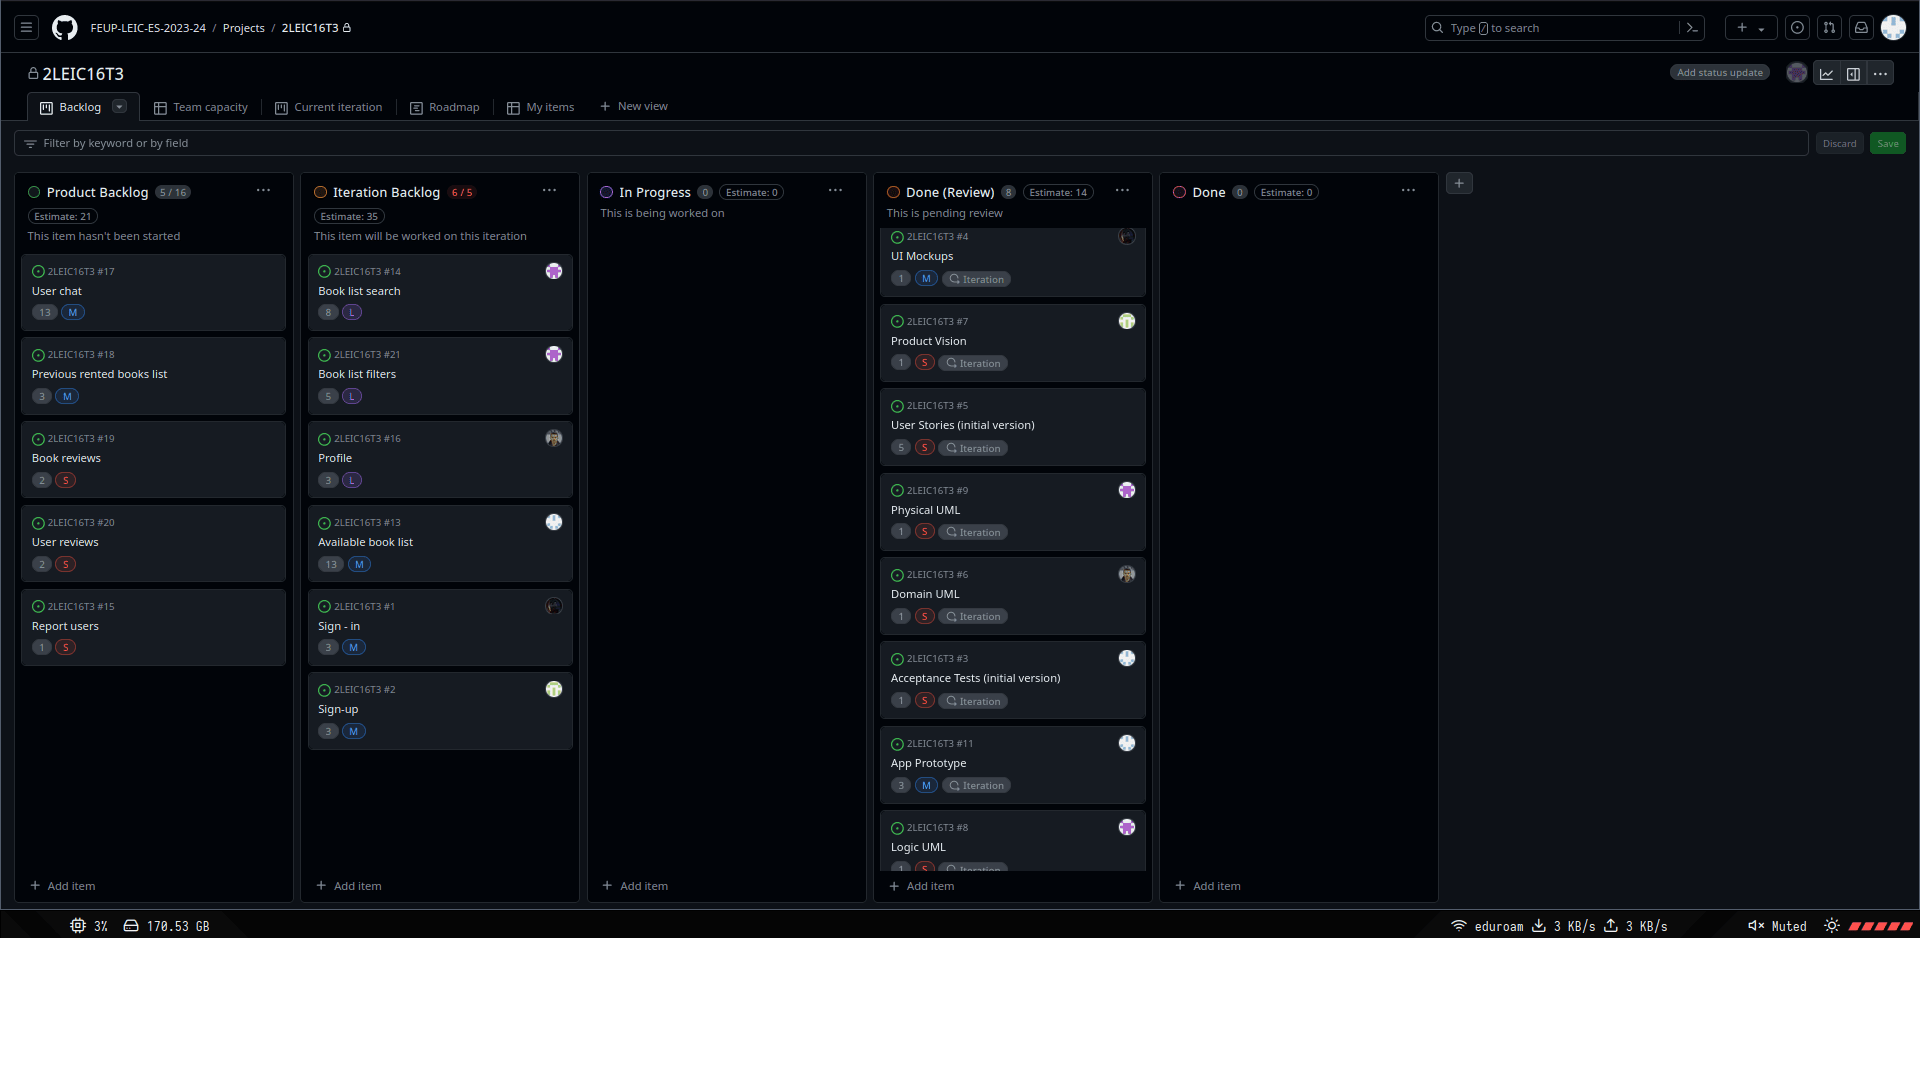 FEUP-LEIC-ES-2023-24 / Projects / 2LEIC16T3
Type / to search
2LEIC16T3
Add status update
Backlog
Team capacity
Current iteration
Roadmap
My items
New view
Filter by keyword or by field
Discard
Save
Product Backlog 5 / 16
Estimate: 21
This item hasn't been started
2LEIC16T3 #17
User chat
13 M
2LEIC16T3 #18
Previous rented books list
3 M
2LEIC16T3 #19
Book reviews
2 S
2LEIC16T3 #20
User reviews
2 S
2LEIC16T3 #15
Report users
1 S
Add item
Iteration Backlog 6 / 5
Estimate: 35
This item will be worked on this iteration
2LEIC16T3 #14
Book list search
8 L
2LEIC16T3 #21
Book list filters
5 L
2LEIC16T3 #16
Profile
3 L
2LEIC16T3 #13
Available book list
13 M
2LEIC16T3 #1
Sign - in
3 M
2LEIC16T3 #2
Sign-up
3 M
Add item
In Progress 0 Estimate: 0
This is being worked on
Add item
Done (Review) 8 Estimate: 14
This is pending review
2LEIC16T3 #4
UI Mockups
1 M Iteration
2LEIC16T3 #7
Product Vision
1 S Iteration
2LEIC16T3 #5
User Stories (initial version)
5 S Iteration
2LEIC16T3 #9
Physical UML
1 S Iteration
2LEIC16T3 #6
Domain UML
1 S Iteration
2LEIC16T3 #3
Acceptance Tests (initial version)
1 S Iteration
2LEIC16T3 #11
App Prototype
3 M Iteration
2LEIC16T3 #8
Logic UML
1 S Iteration
Add item
Done 0 Estimate: 0
Add item
3% 170.53 GB
eduroam 3 KB/s 3 KB/s
Muted